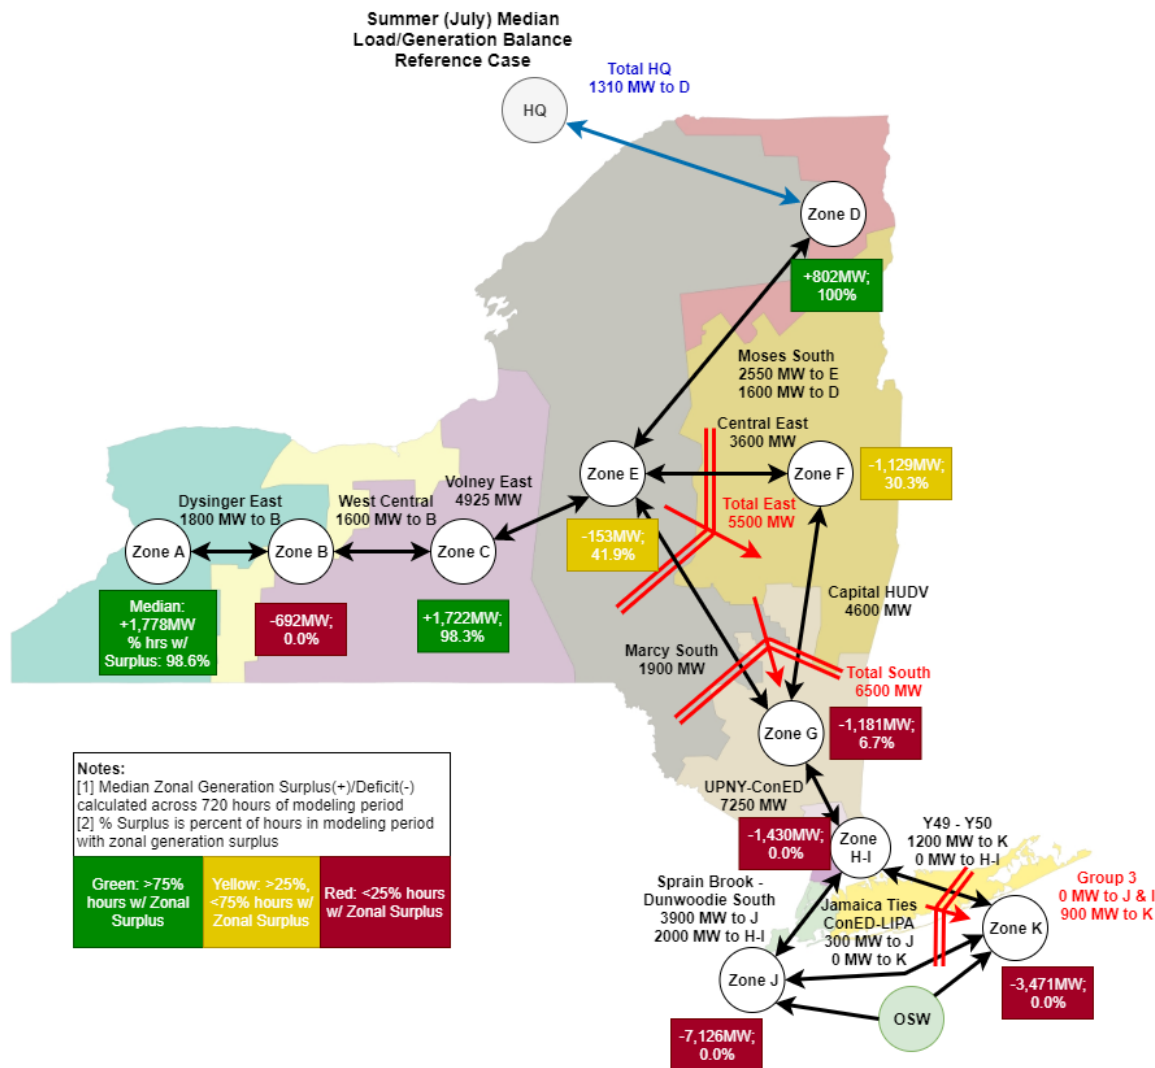 Summer (July) Median
Load/Generation Balance
Reference Case
Total HQ
1310 MW to D
HQ
Zone D
+802MW;
100%
Moses South
2550 MW to E
1600 MW to D
Central East
3600 MW
Zone E
Zone F
-1,129MW;
30.3%
Total East
5500 MW
-153MW;
41.9%
Volney East
4925 MW
Dysinger East
1800 MW to B
West Central
1600 MW to B
Zone A
Zone B
Zone C
Median:
+1,778MW
% hrs w/
Surplus: 98.6%
-692MW;
0.0%
+1,722MW;
98.3%
Capital HUDV
4600 MW
Marcy South
1900 MW
Total South
6500 MW
Zone G
-1,181MW;
6.7%
UPNY-ConED
7250 MW
Notes:
[1] Median Zonal Generation Surplus(+)/Deficit(-)
calculated across 720 hours of modeling period
[2] % Surplus is percent of hours in modeling period
with zonal generation surplus
Green: >75%
hours w/ Zonal
Surplus
Yellow: >25%,
<75% hours w/
Zonal Surplus
Red: <25% hours
w/ Zonal Surplus
-1,430MW;
0.0%
Zone
H-I
Y49 - Y50
1200 MW to K
0 MW to H-I
Group 3
0 MW to J & I
900 MW to K
Sprain Brook -
Dunwoodie South
3900 MW to J
2000 MW to H-I
Jamaica Ties
ConED-LIPA
300 MW to J
0 MW to K
Zone K
Zone J
-3,471MW;
0.0%
OSW
-7,126MW;
0.0%